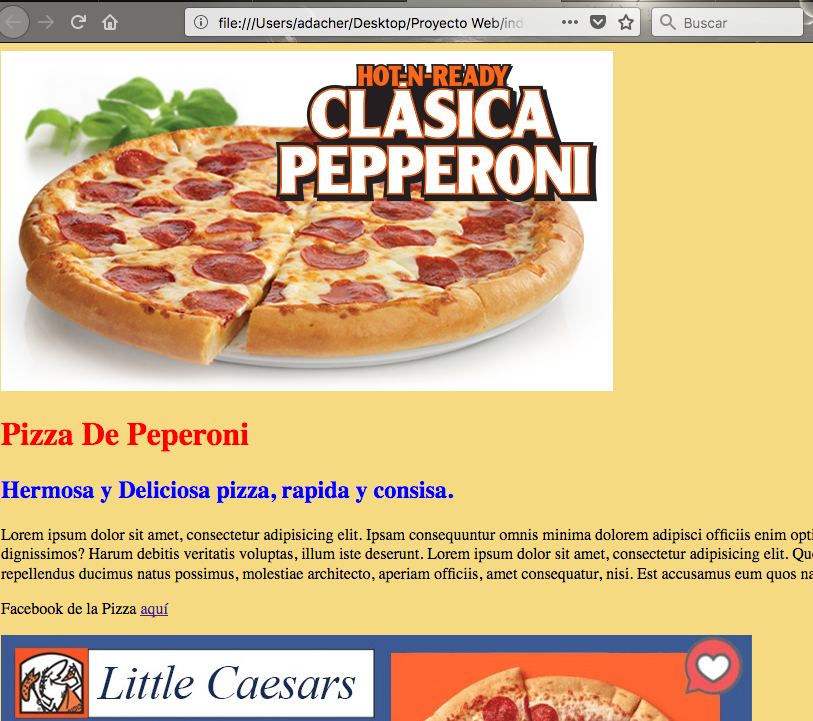 file:///Users/adacher/Desktop/Proyecto Web/ind
Buscar
HOT-N-READY
CLÁSICA
PEPPERONI
Pizza De Peperoni
Hermosa y Deliciosa pizza, rapida y consisa.
Lorem ipsum dolor sit amet, consectetur adipisicing elit. Ipsam consequuntur omnis minima dolorem adipisci officiis enim opti
dignissimos? Harum debitis veritatis voluptas, illum iste deserunt. Lorem ipsum dolor sit amet, consectetur adipisicing elit. Qu
repellendus ducimus natus possimus, molestiae architecto, aperiam officiis, amet consequatur, nisi. Est accusamus eum quos na
Facebook de la Pizza aquí
Little Caesars